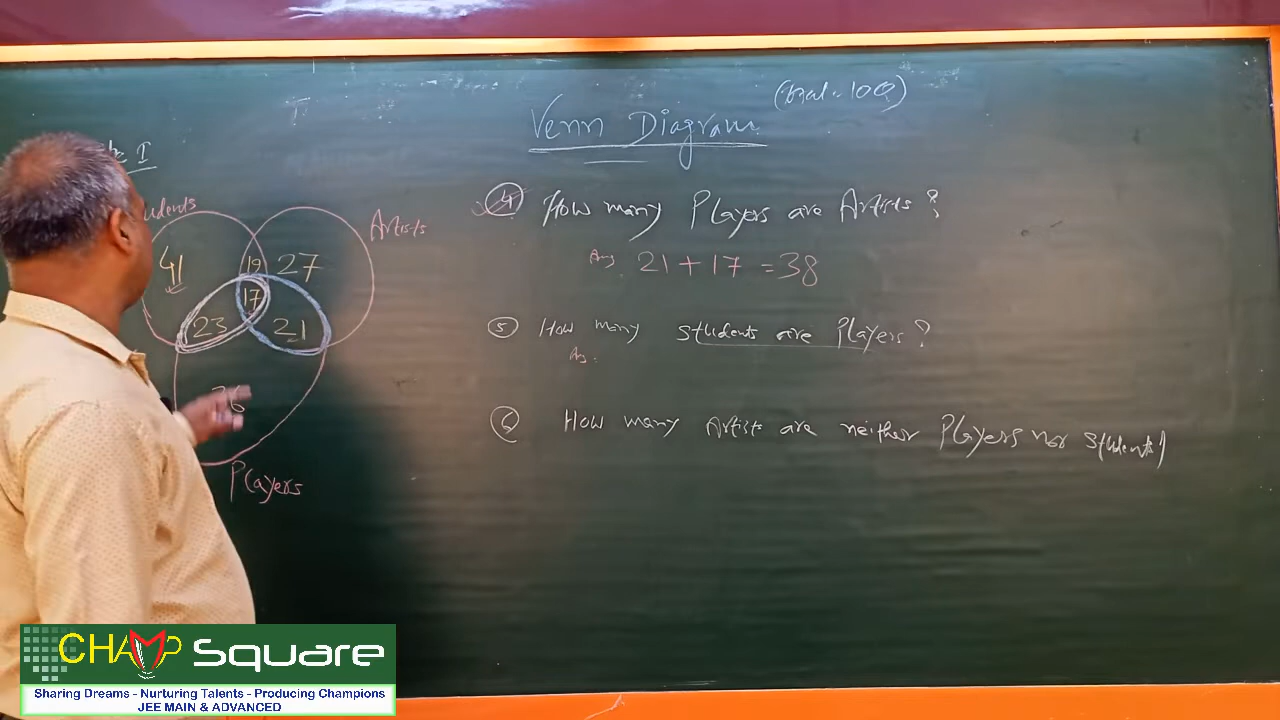 (total = 100)
Venn Diagram
I
Students
Artists
41
19
27
17
23
21
Players
④ How many Players are Artists?
Ans 21 + 17 = 38
⑤ How many students are Players?
As:
⑥ How many Artists are neither Players nor students?
CHAMP Square
Sharing Dreams - Nurturing Talents - Producing Champions
JEE MAIN & ADVANCED